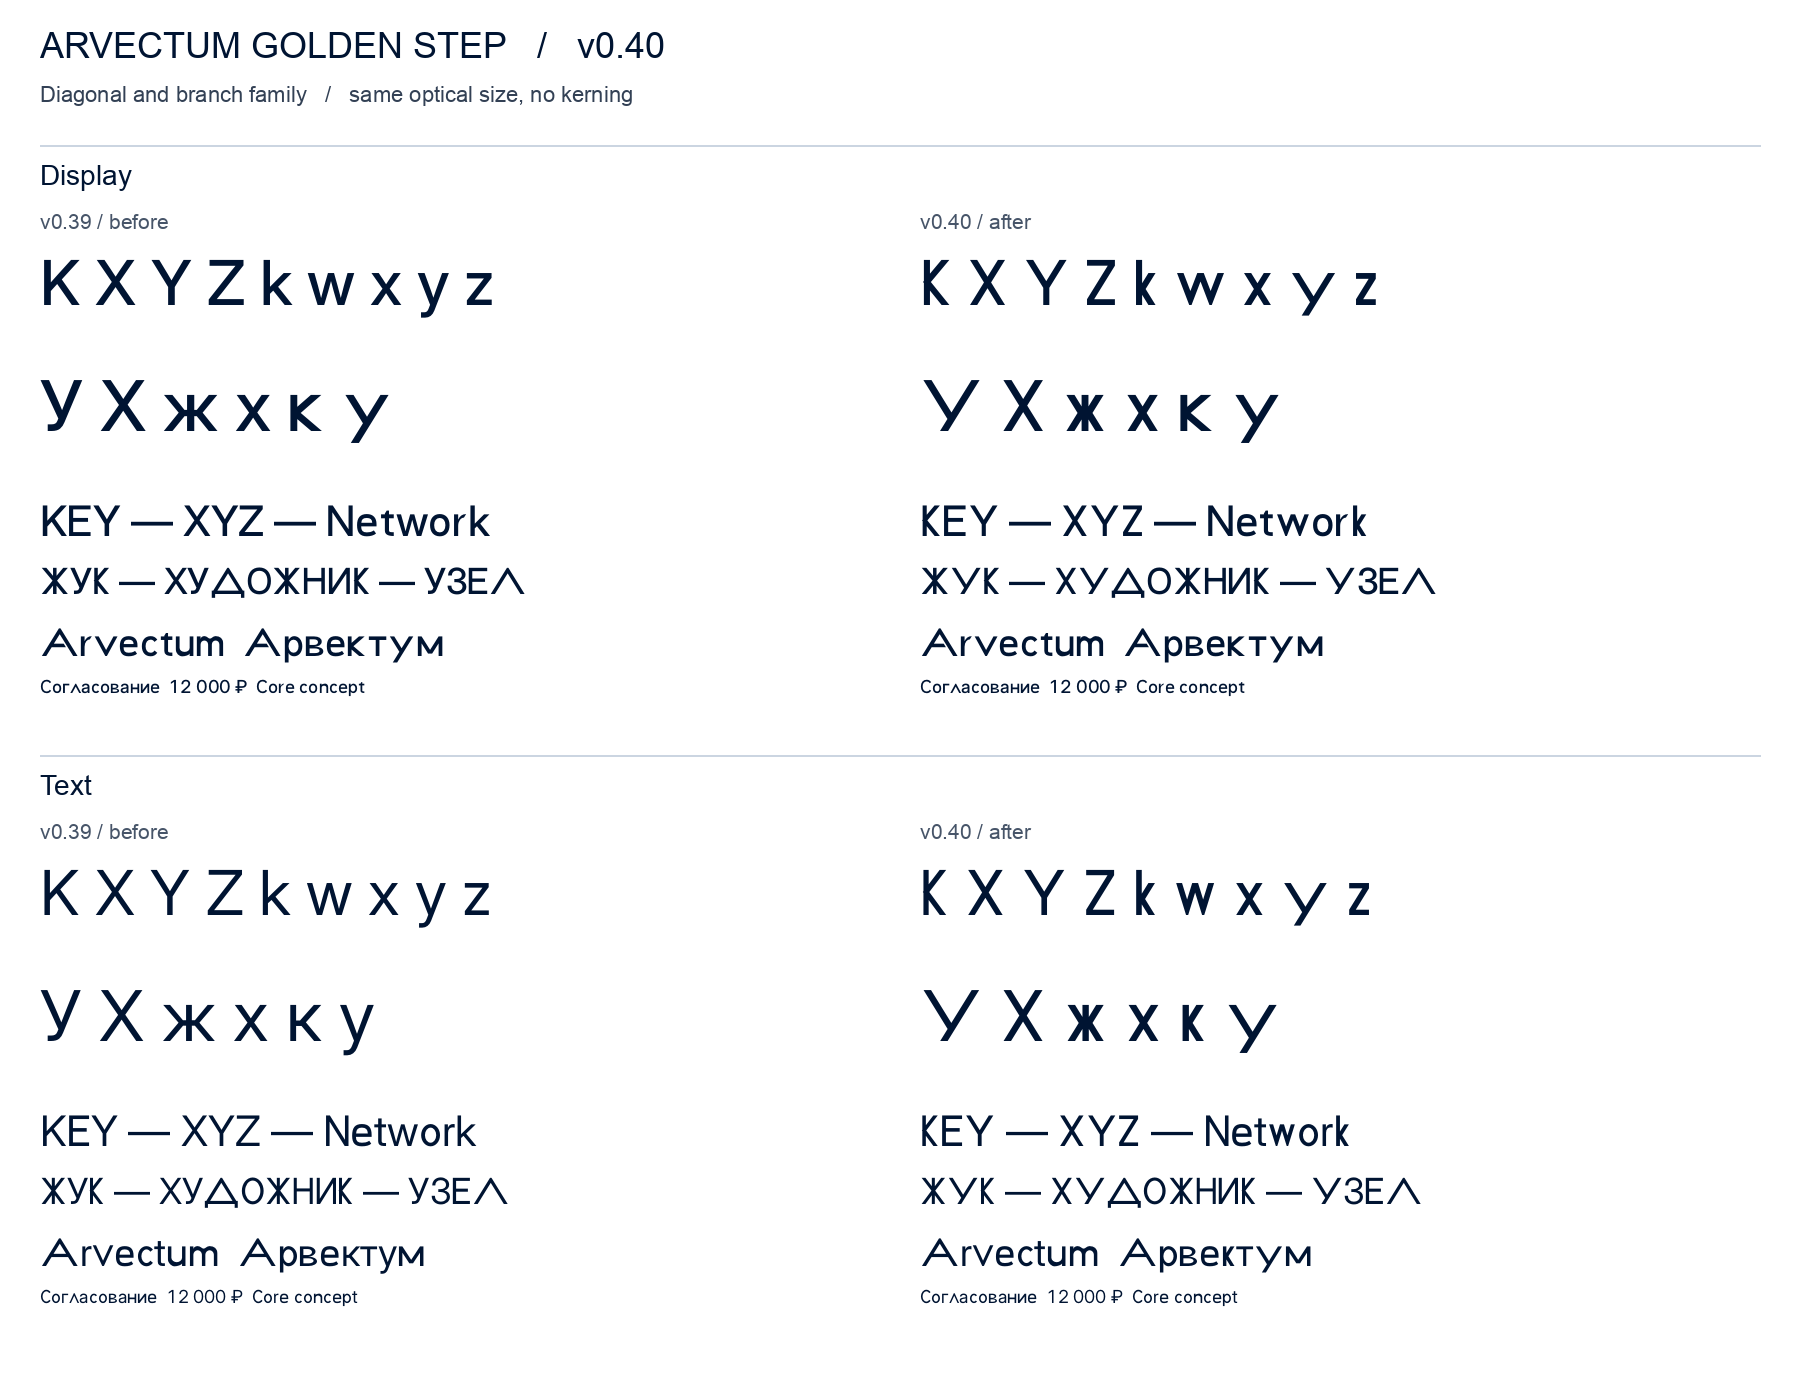 ARVECTUM GOLDEN STEP / v0.40
Diagonal and branch family / same optical size, no kerning
Display
v0.39 / before
K X Y Z k w x y z
У Х ж х к у
KEY — XYZ — Network
ЖУК — ХУДОЖНИК — УЗЕЛ
Arvectum Арвектум
Согласование 12 000 ₽ Core concept
v0.40 / after
K X Y Z k w x y z
У Х ж х к у
KEY — XYZ — Network
ЖУК — ХУДОЖНИК — УЗЕЛ
Arvectum Арвектум
Согласование 12 000 ₽ Core concept
Text
v0.39 / before
K X Y Z k w x y z
У Х ж х к у
KEY — XYZ — Network
ЖУК — ХУДОЖНИК — УЗЕЛ
Arvectum Арвектум
Согласование 12 000 ₽ Core concept
v0.40 / after
K X Y Z k w x y z
У Х ж х к у
KEY — XYZ — Network
ЖУК — ХУДОЖНИК — УЗЕЛ
Arvectum Арвектум
Согласование 12 000 ₽ Core concept